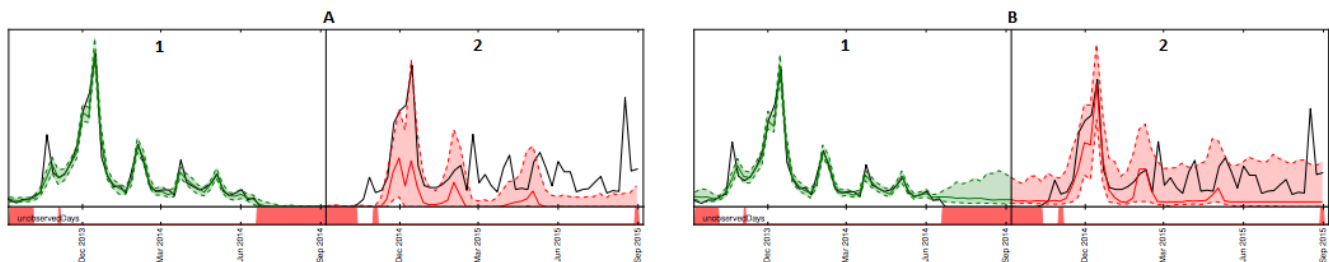 A
B
1
2
1
2
unobservedDays
unobservedDays
Dec 2013
Mar 2014
Jun 2014
Sep 2014
Dec 2014
Mar 2015
Jun 2015
Sep 2015
Dec 2013
Mar 2014
Jun 2014
Sep 2014
Dec 2014
Mar 2015
Jun 2015
Sep 2015